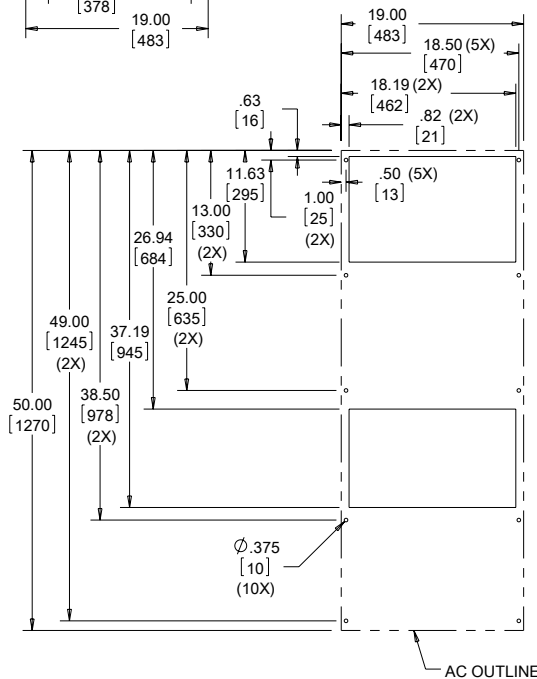 [378]
19.00
[483]
19.00
[483]
18.50 (5X)
[470]
18.19 (2X)
[462]
.63
[16]
.82 (2X)
[21]
11.63
[295]
1.00
[25]
(2X)
.50 (5X)
[13]
13.00
[330]
(2X)
26.94
[684]
25.00
[635]
(2X)
49.00
[1245]
(2X)
37.19
[945]
50.00
[1270]
38.50
[978]
(2X)
Ø.375
[10]
(10X)
AC OUTLINE